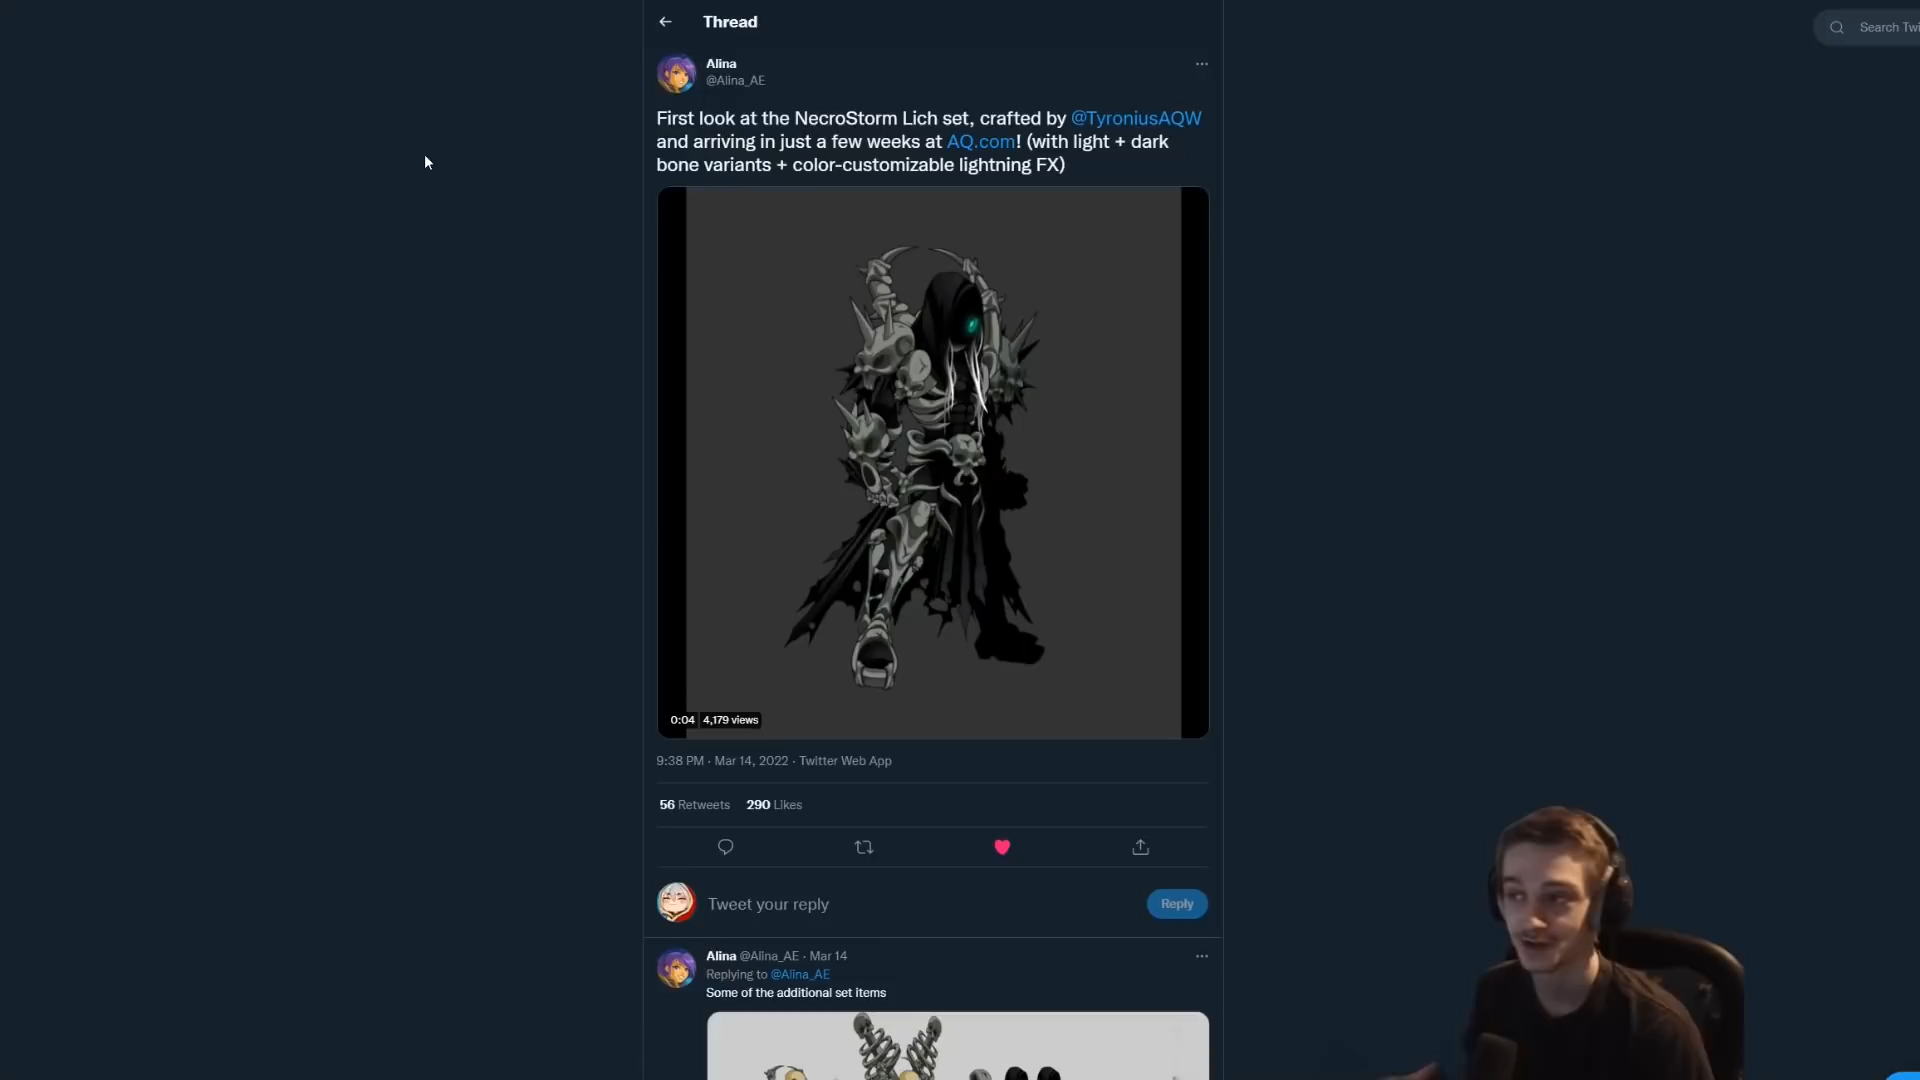 Thread
Search Twi
Alina
@Alina_AE
First look at the NecroStorm Lich set, crafted by @TyroniusAQW
and arriving in just a few weeks at AQ.com! (with light + dark
bone variants + color-customizable lightning FX)
0:04 4,179 views
9:38 PM · Mar 14, 2022 · Twitter Web App
56 Retweets 290 Likes
Tweet your reply
Reply
Alina @Alina_AE · Mar 14
Replying to @Alina_AE
Some of the additional set items